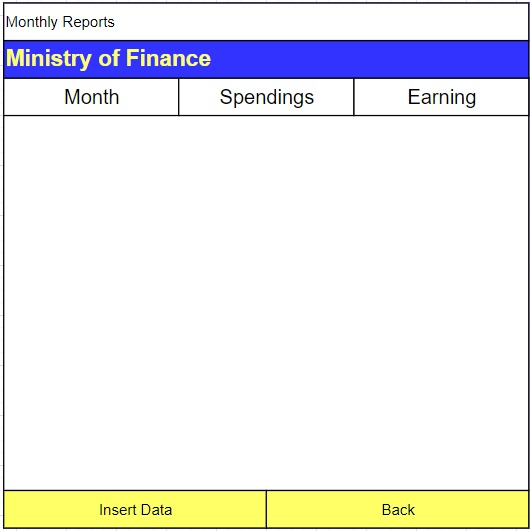 Monthly Reports
Ministry of Finance
Month Spendings Earning
Insert Data Back